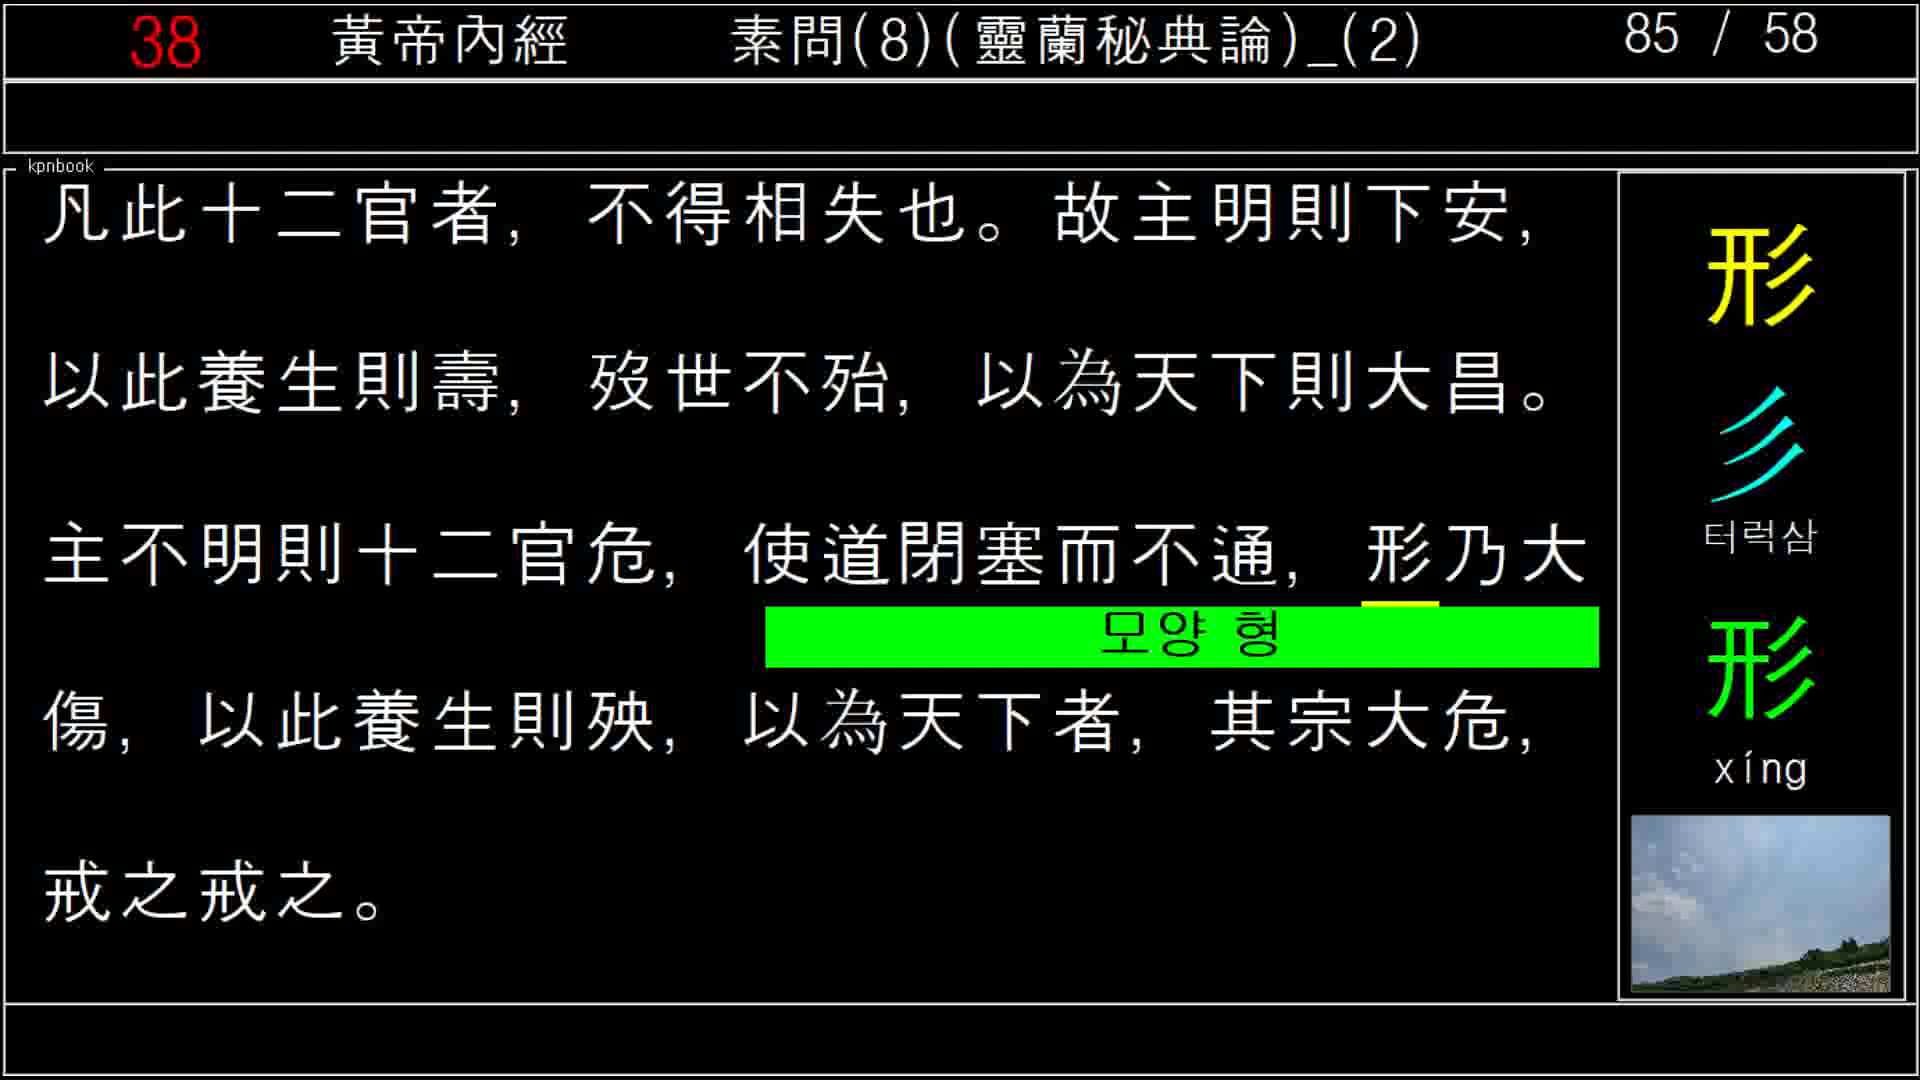 38 黃帝內經 素問(8)(靈蘭秘典論)_(2) 85 / 58
kpnbook
凡此十二官者, 不得相失也。故主明則下安,
以此養生則壽, 歿世不殆, 以為天下則大昌。
主不明則十二官危, 使道閉塞而不通, 形乃大
모양 형
傷, 以此養生則殃, 以為天下者, 其宗大危,
戒之戒之。
形
彡
터럭삼
形
xíng